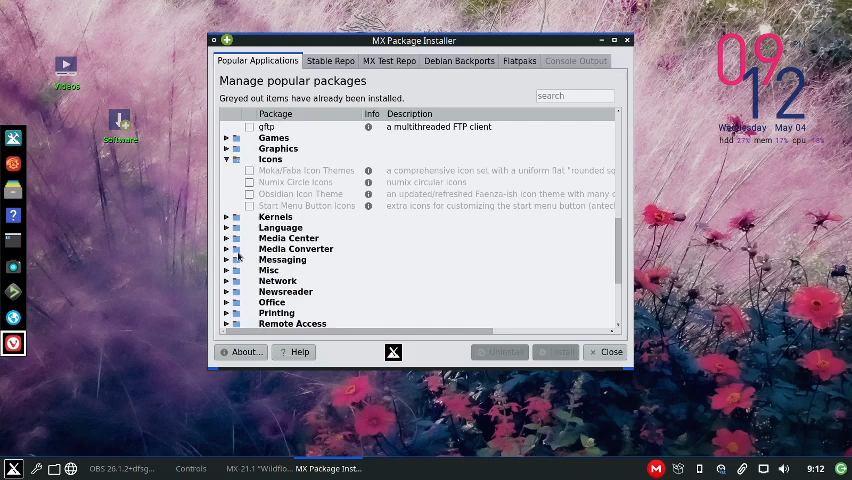 MX Package Installer
Popular Applications
Stable Repo
MX Test Repo
Debian Backports
Flatpaks
Console Output
Manage popular packages
Greyed out items have already been installed.
search
Package Info Description
gftp a multithreaded FTP client
Games
Graphics
Icons
Moka/Faba Icon Themes a comprehensive icon set with a uniform flat "rounded sq
Numix Circle Icons numix circular icons
Obsidian Icon Theme an updated/refreshed Faenza-ish icon theme with many c
Start Menu Button Icons extra icons for customizing the start menu button (antec
Kernels
Language
Media Center
Media Converter
Messaging
Misc
Network
Newsreader
Office
Printing
Remote Access
About...
? Help
Uninstall
Install
Close
Videos
Software
09
12
Wednesday May 04
hdd 27% mem 17% cpu 18%
OBS 26.1.2+dfsg...
Controls
MX-21.1 "Wildflo...
MX Package Inst...
9:12